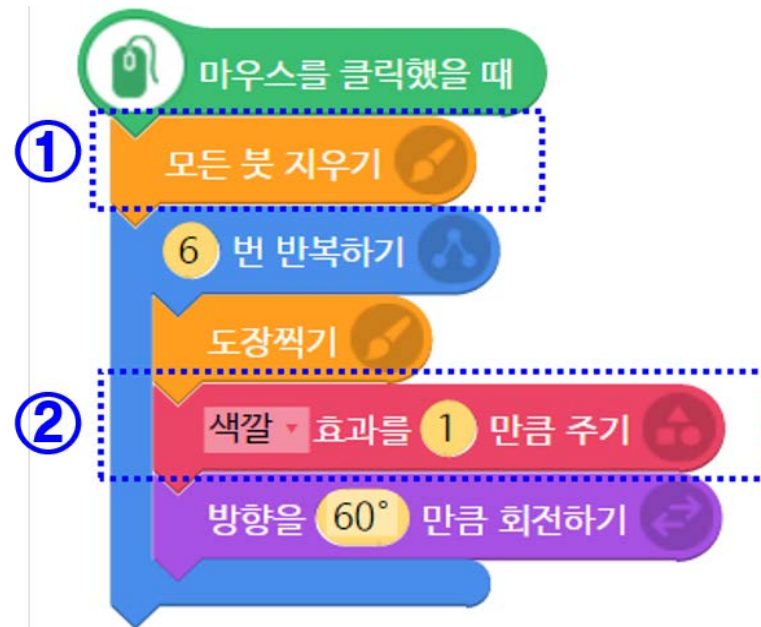 마우스를 클릭했을 때
① 모든 붓 지우기
6 번 반복하기
도장찍기
② 색깔 효과를 1 만큼 주기
방향을 60° 만큼 회전하기